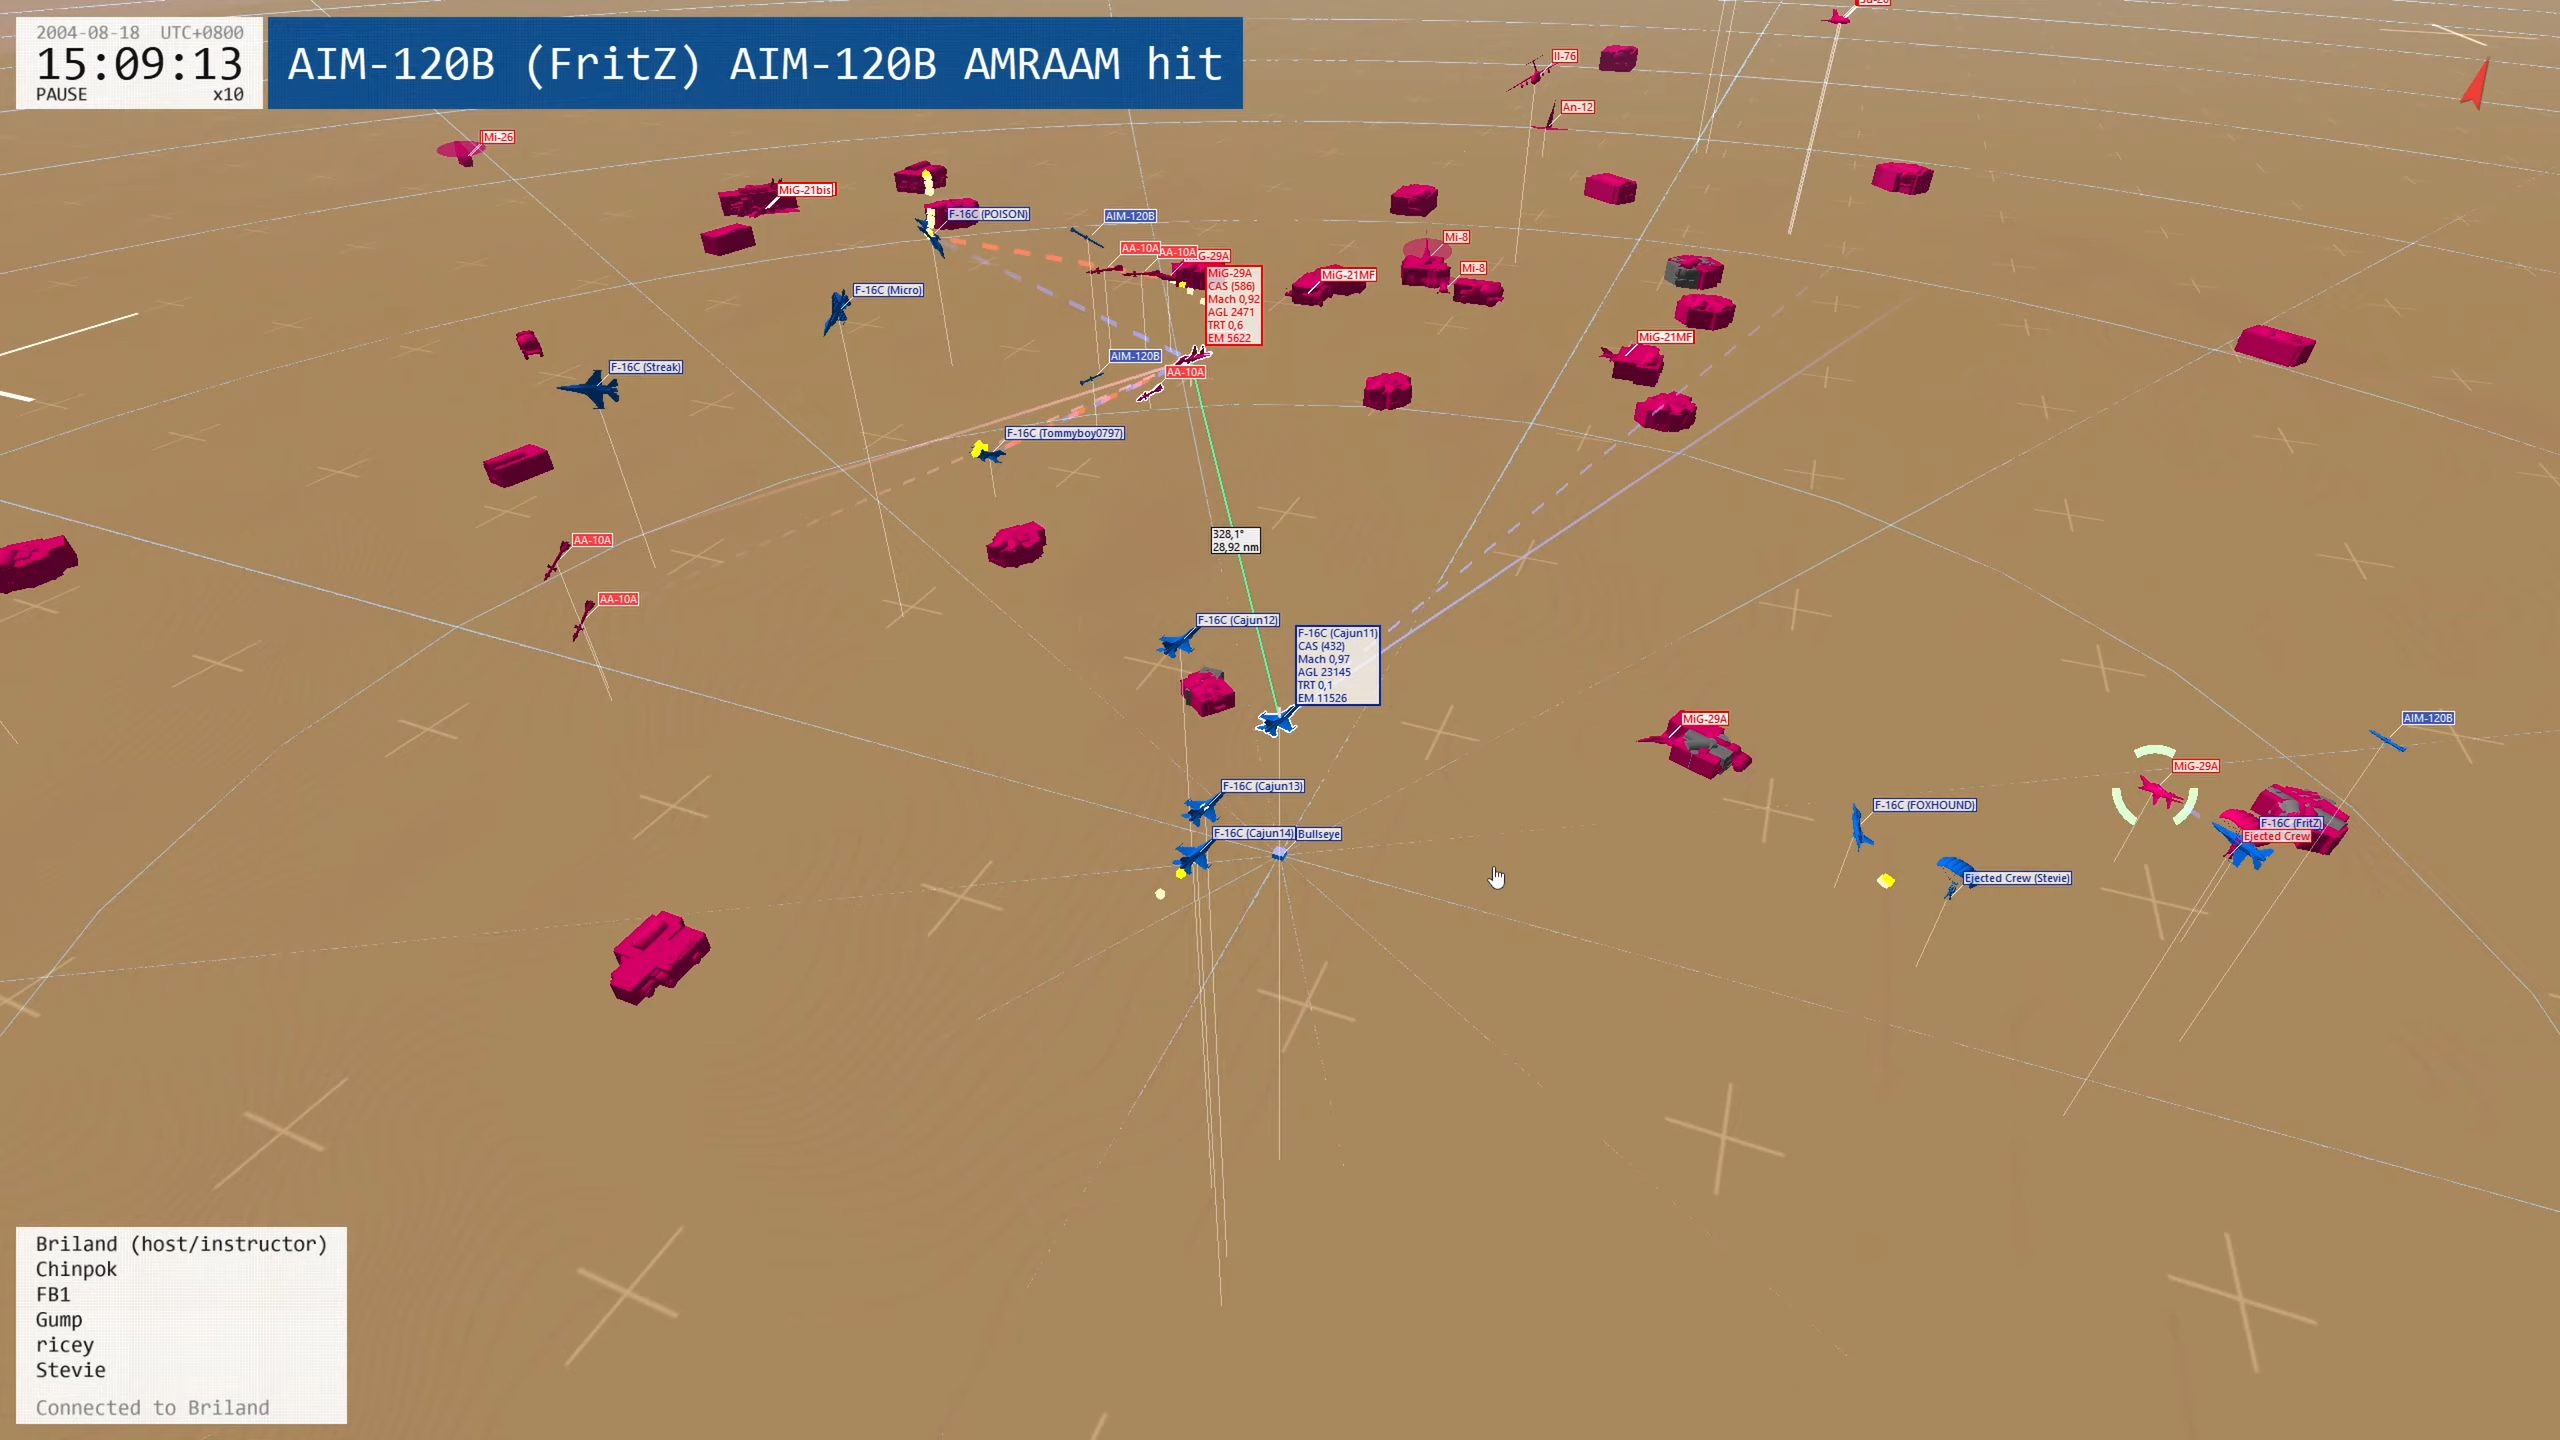 2004-08-18 UTC+0800
15:09:13
PAUSE x10
AIM-120B (FritZ) AIM-120B AMRAAM hit
Il-76
An-12
Mi-26
MiG-21bis
F-16C (POISON)
AIM-120B
AA-10A
AA-10A
MiG-29A
CAS (586)
Mach 0,92
AGL 2471
TRT 0,6
EM 5622
Mi-8
Mi-8
MiG-21MF
F-16C (Micro)
MiG-21MF
AIM-120B
AA-10A
F-16C (Streak)
F-16C (Tommyboy0797)
AA-10A
328,1°
28,92 nm
AA-10A
F-16C (Cajun12)
F-16C (Cajun11)
CAS (432)
Mach 0,97
AGL 23145
TRT 0,1
EM 11526
MiG-29A
AIM-120B
MiG-29A
F-16C (Cajun13)
F-16C (FOXHOUND)
F-16C (FritZ)
Ejected Crew
F-16C (Cajun14)
Bullseye
Ejected Crew (Stevie)
Briland (host/instructor)
Chinpok
FB1
Gump
ricey
Stevie
Connected to Briland